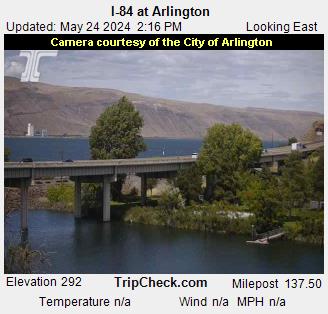 I-84 at Arlington
Updated: May 24 2024 2:16 PM Looking East
Camera courtesy of the City of Arlington
Elevation 292 TripCheck.com Milepost 137.50
Temperature n/a Wind n/a MPH n/a